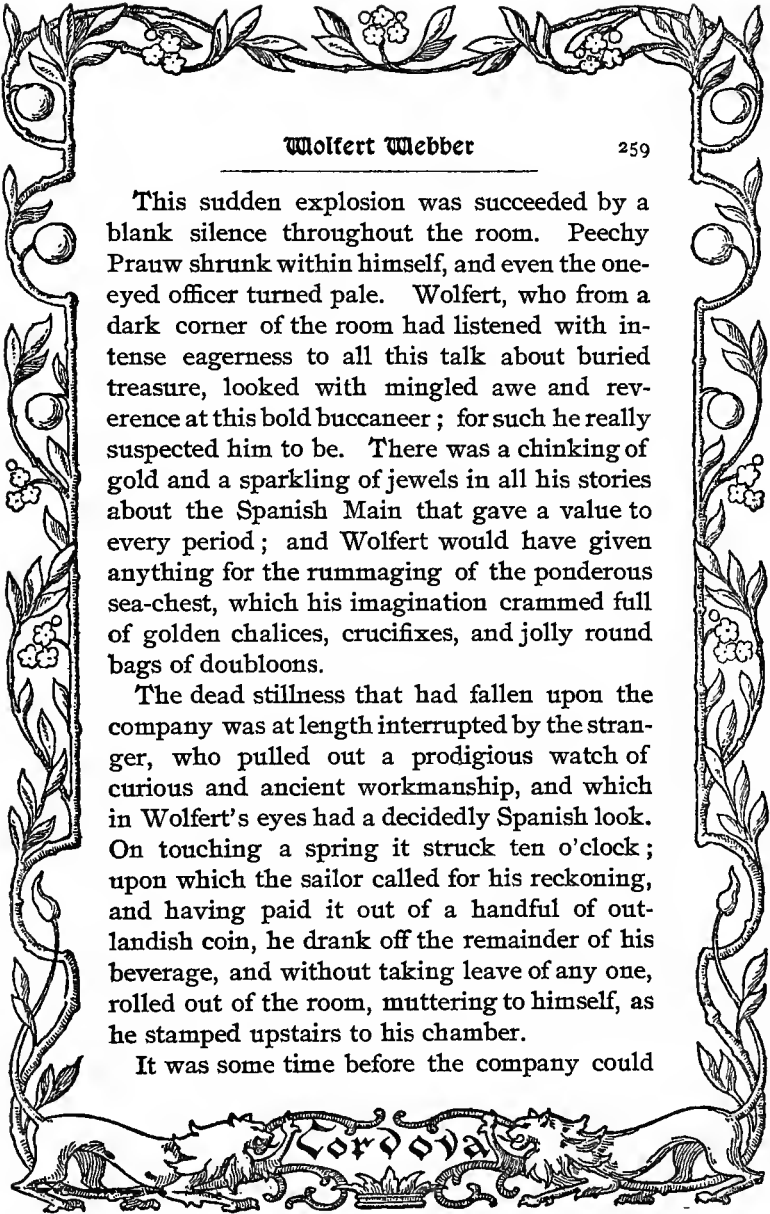 Wolfert Webber 259
This sudden explosion was succeeded by a
blank silence throughout the room. Peechy
Prauw shrunk within himself, and even the one-
eyed officer turned pale. Wolfert, who from a
dark corner of the room had listened with in-
tense eagerness to all this talk about buried
treasure, looked with mingled awe and rev-
erence at this bold buccaneer ; for such he really
suspected him to be. There was a chinking of
gold and a sparkling of jewels in all his stories
about the Spanish Main that gave a value to
every period ; and Wolfert would have given
anything for the rummaging of the ponderous
sea-chest, which his imagination crammed full
of golden chalices, crucifixes, and jolly round
bags of doubloons.
The dead stillness that had fallen upon the
company was at length interrupted by the stran-
ger, who pulled out a prodigious watch of
curious and ancient workmanship, and which
in Wolfert's eyes had a decidedly Spanish look.
On touching a spring it struck ten o'clock ;
upon which the sailor called for his reckoning,
and having paid it out of a handful of out-
landish coin, he drank off the remainder of his
beverage, and without taking leave of any one,
rolled out of the room, muttering to himself, as
he stamped upstairs to his chamber.
It was some time before the company could
Cordova